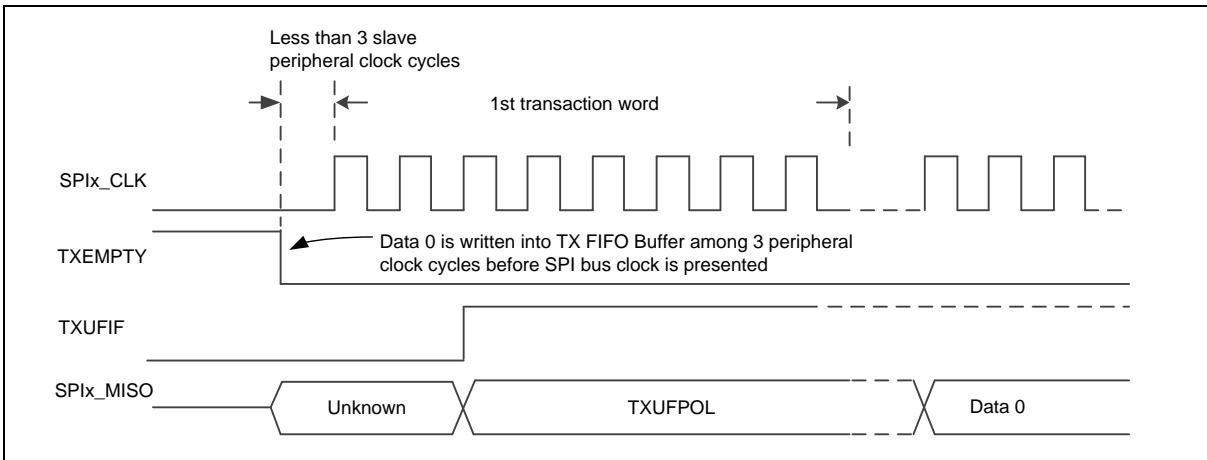 Less than 3 slave
peripheral clock cycles
1st transaction word
SPIx_CLK
TXEMPTY
Data 0 is written into TX FIFO Buffer among 3 peripheral
clock cycles before SPI bus clock is presented
TXUFIF
SPIx_MISO
Unknown
TXUFPOL
Data 0